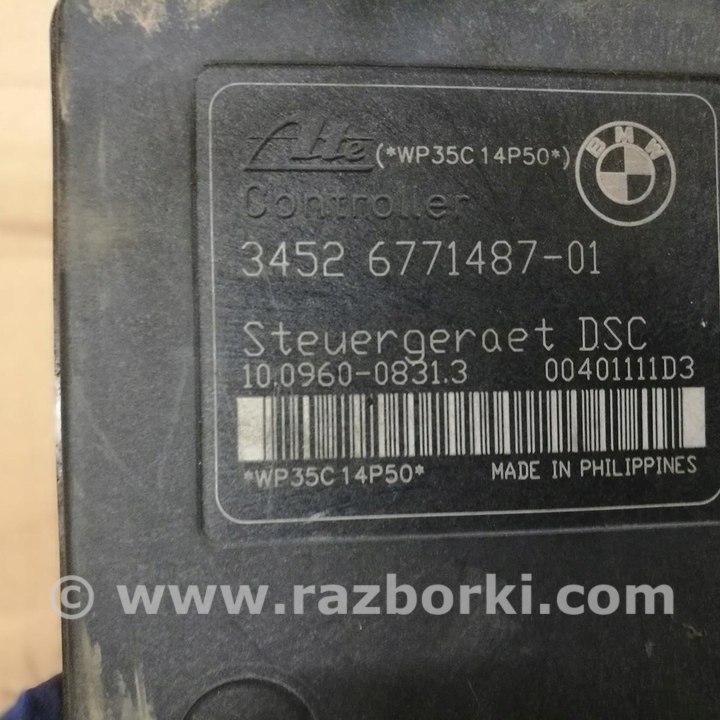 Ate (*WP35C14P50*) BMW
Controller
3452 6771487-01
Steuergeraet DSC
10.0960-0831.3 00401111D3
*WP35C14P50* MADE IN PHILIPPINES
© www.razborki.com